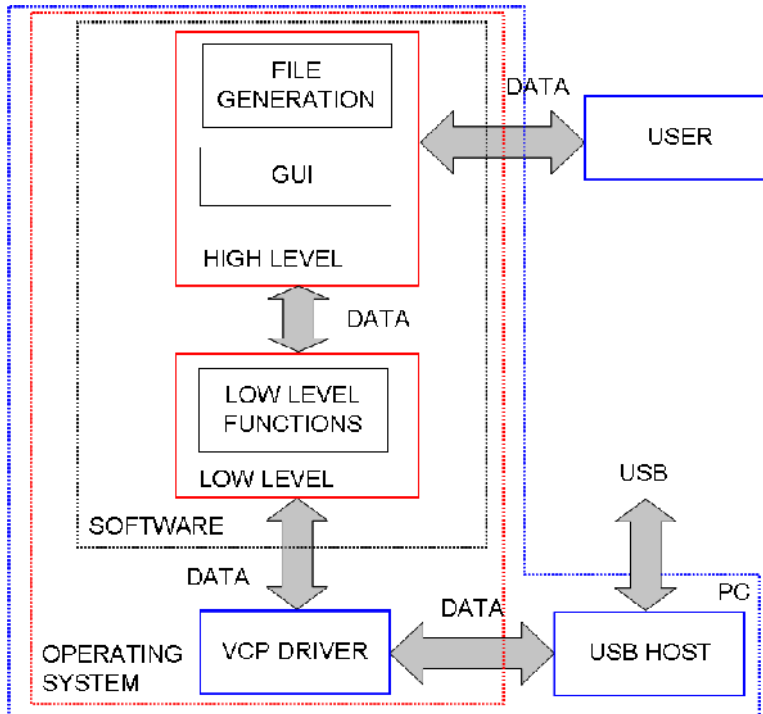 FILE
GENERATION
GUI
HIGH LEVEL
DATA
USER
DATA
LOW LEVEL
FUNCTIONS
LOW LEVEL
SOFTWARE
USB
DATA
PC
VCP DRIVER
DATA
USB HOST
OPERATING
SYSTEM